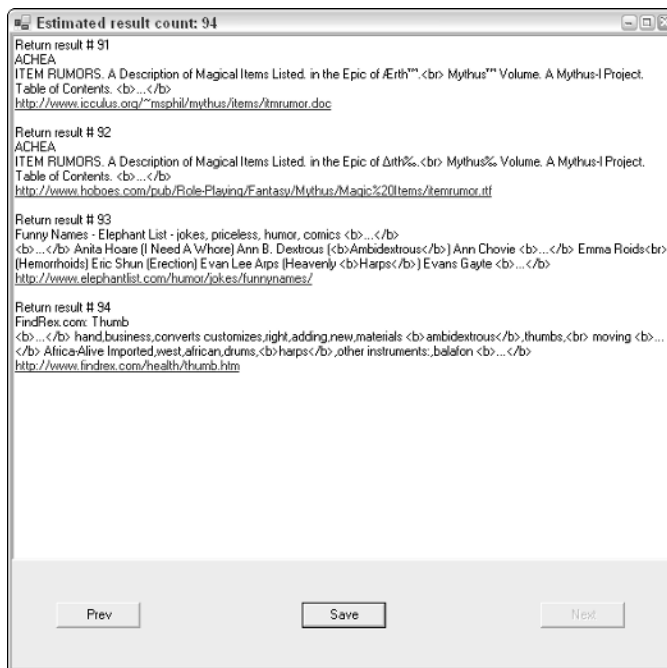 Estimated result count: 94
Return result # 91
ACHEA
ITEM RUMORS. A Description of Magical Items Listed. in the Epic of Ærth™.<br> Mythus™ Volume. A Mythus-I Project.
Table of Contents. <b>...</b>
http://www.icculus.org/~msphil/mythus/items/itmrumor.doc
Return result # 92
ACHEA
ITEM RUMORS. A Description of Magical Items Listed. in the Epic of Διth‰.<br> Mythus‰ Volume. A Mythus-I Project.
Table of Contents. <b>...</b>
http://www.hoboes.com/pub/Role-Playing/Fantasy/Mythus/Magic%20Items/itemrumor.rtf
Return result # 93
Funny Names - Elephant List - jokes, priceless, humor, comics <b>...</b>
<b>...</b> Anita Hoare (I Need A Whore) Ann B. Dextrous (<b>Ambidextrous</b>) Ann Chovie <b>...</b> Emma Roids<br>
(Hemorrhoids) Eric Shun (Erection) Evan Lee Arps (Heavenly <b>Harps</b>) Evans Gayte <b>...</b>
http://www.elephantlist.com/humor/jokes/funnynames/
Return result # 94
FindRex.com: Thumb
<b>...</b> hand,business,converts customizes,right,adding,new,materials <b>ambidextrous</b>,thumbs,<br> moving <b>...
</b> Africa-Alive Imported,west,african,drums,<b>harps</b>,other instruments:,balafon <b>...</b>
http://www.findrex.com/health/thumb.htm
Prev
Save
Next